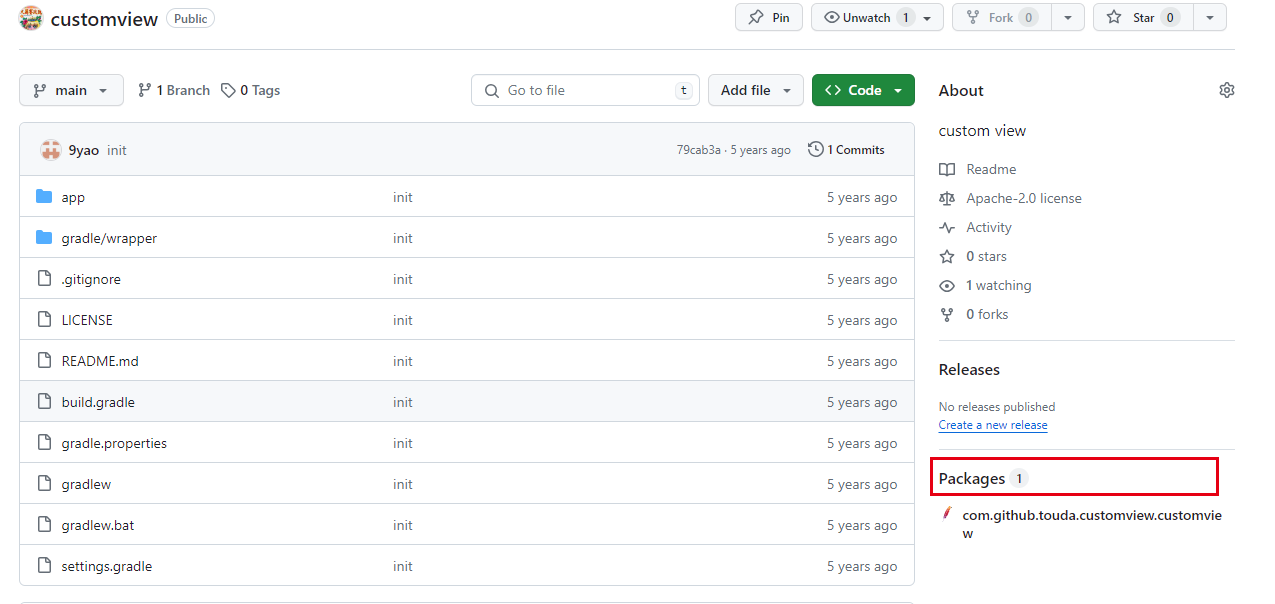 customview Public Pin Unwatch 1 Fork 0 Star 0
main 1 Branch 0 Tags Go to file t Add file Code
9yao init 79cab3a · 5 years ago 1 Commits
app init 5 years ago
gradle/wrapper init 5 years ago
.gitignore init 5 years ago
LICENSE init 5 years ago
README.md init 5 years ago
build.gradle init 5 years ago
gradle.properties init 5 years ago
gradlew init 5 years ago
gradlew.bat init 5 years ago
settings.gradle init 5 years ago
About
custom view
Readme
Apache-2.0 license
Activity
0 stars
1 watching
0 forks
Releases
No releases published
Create a new release
Packages 1
com.github.touda.customview.customvie
w